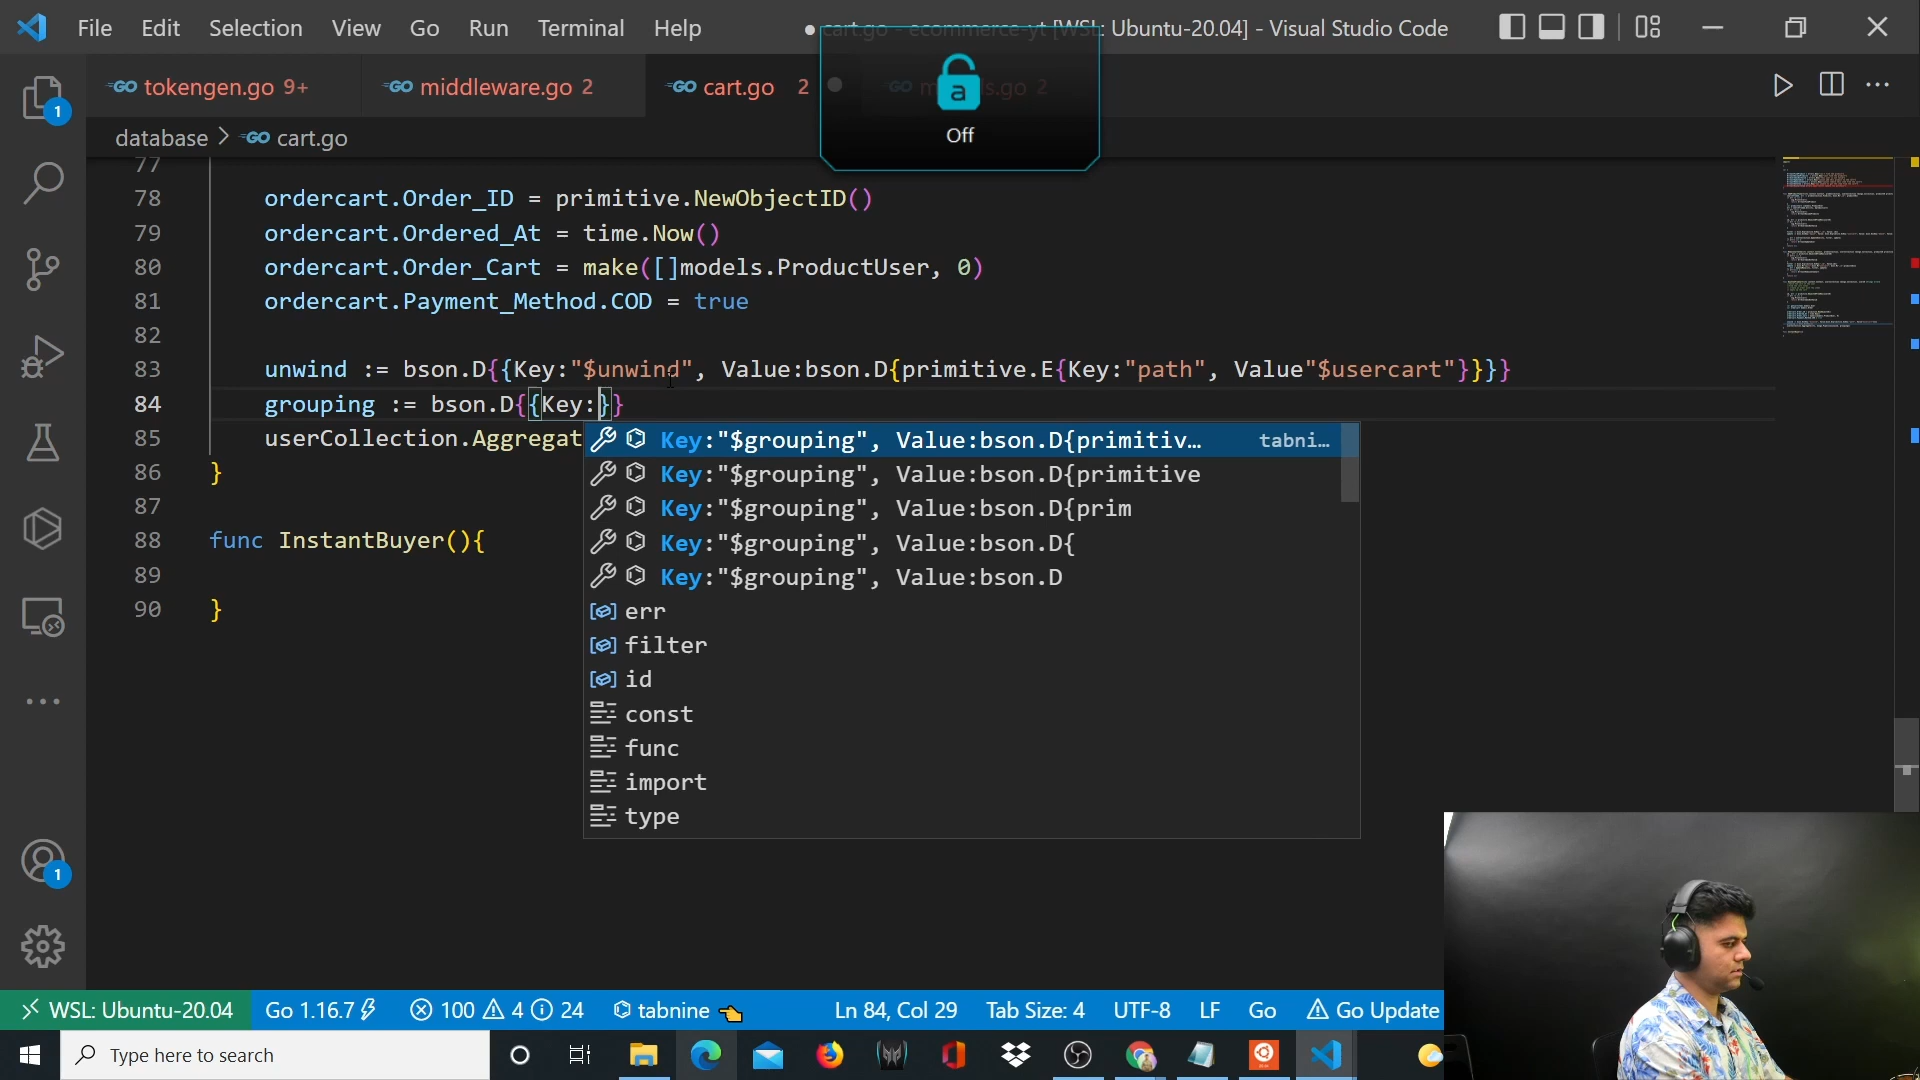 File Edit Selection View Go Run Terminal Help
cart.go - ecommerce-yt [WSL: Ubuntu-20.04] - Visual Studio Code
tokengen.go 9+ middleware.go 2 cart.go 2 2
a
Off
database > cart.go
77
78 ordercart.Order_ID = primitive.NewObjectID()
79 ordercart.Ordered_At = time.Now()
80 ordercart.Order_Cart = make([]models.ProductUser, 0)
81 ordercart.Payment_Method.COD = true
82
83 unwind := bson.D{{Key:"$unwind", Value:bson.D{primitive.E{Key:"path", Value"$usercart"}}}}
84 grouping := bson.D{{Key:}}
85 userCollection.Aggregat
86 }
87
88 func InstantBuyer(){
89
90 }
Key:"$grouping", Value:bson.D{primitiv… tabni…
Key:"$grouping", Value:bson.D{primitive
Key:"$grouping", Value:bson.D{prim
Key:"$grouping", Value:bson.D{
Key:"$grouping", Value:bson.D
err
filter
id
const
func
import
type
1
1
WSL: Ubuntu-20.04 Go 1.16.7 100 4 24 tabnine Ln 84, Col 29 Tab Size: 4 UTF-8 LF Go Go Update
Type here to search